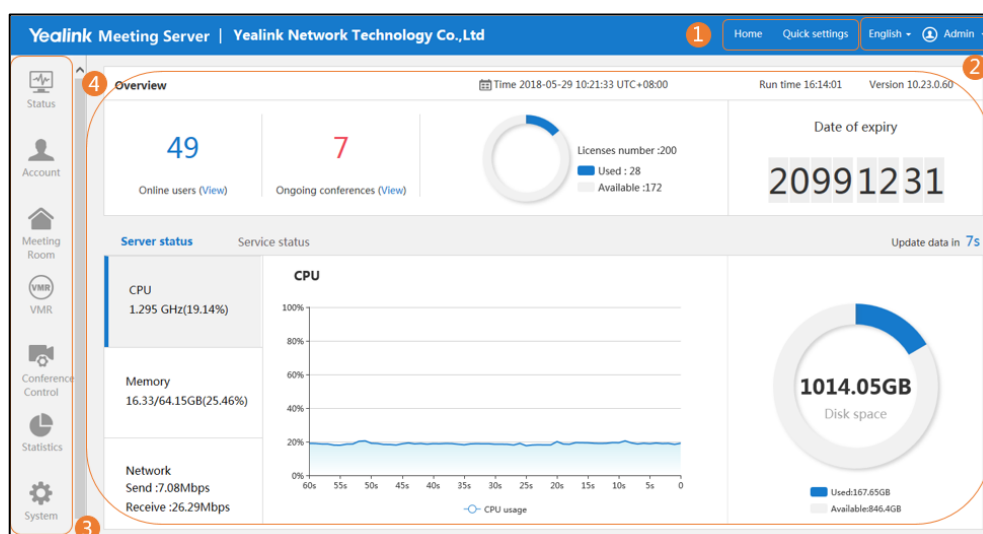 Yealink Meeting Server | Yealink Network Technology Co.,Ltd
1
Home
Quick settings
English
Admin
2
4
Overview
Time 2018-05-29 10:21:33 UTC+08:00
Run time 16:14:01
Version 10.23.0.60
Status
Account
Meeting
Room
VMR
VMR
Conference
Control
Statistics
System
3
49
Online users (View)
7
Ongoing conferences (View)
Licenses number :200
Used : 28
Available :172
Date of expiry
20991231
Server status
Service status
Update data in 7s
CPU
1.295 GHz(19.14%)
Memory
16.33/64.15GB(25.46%)
Network
Send :7.08Mbps
Receive :26.29Mbps
CPU
100%
80%
60%
40%
20%
0%
60s 55s 50s 45s 40s 35s 30s 25s 20s 15s 10s 5s 0
CPU usage
1014.05GB
Disk space
Used:167.65GB
Available:846.4GB